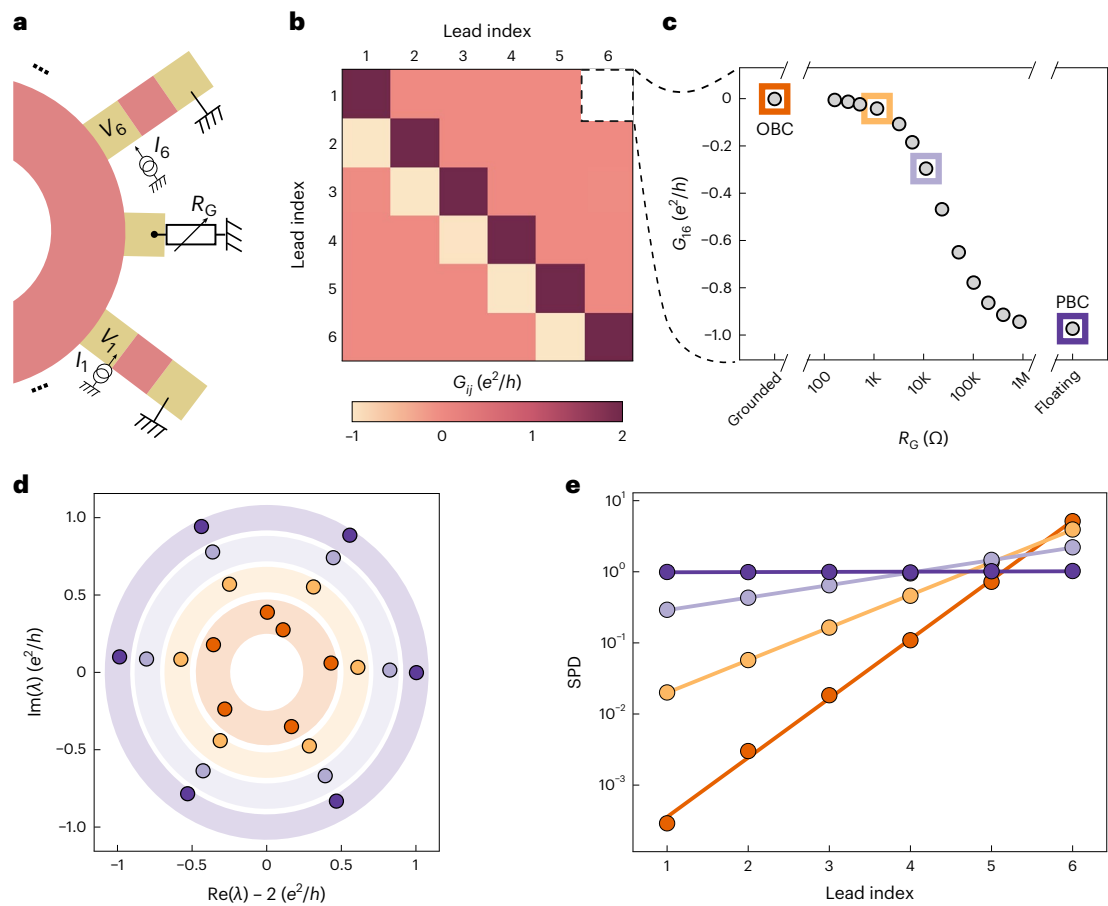 a
V6
I6
RG
V1
I1
b
Lead index
1 2 3 4 5 6
Lead index
1
2
3
4
5
6
Gij (e²/h)
−1 0 1 2
c
G16 (e²/h)
0
−0.2
−0.4
−0.6
−0.8
−1.0
OBC
PBC
Grounded 100 1K 10K 100K 1M Floating
RG (Ω)
d
Im(λ) (e²/h)
1.0
0.5
0
−0.5
−1.0
−1 −0.5 0 0.5 1
Re(λ) – 2 (e²/h)
e
SPD
10¹
10⁰
10⁻¹
10⁻²
10⁻³
1 2 3 4 5 6
Lead index